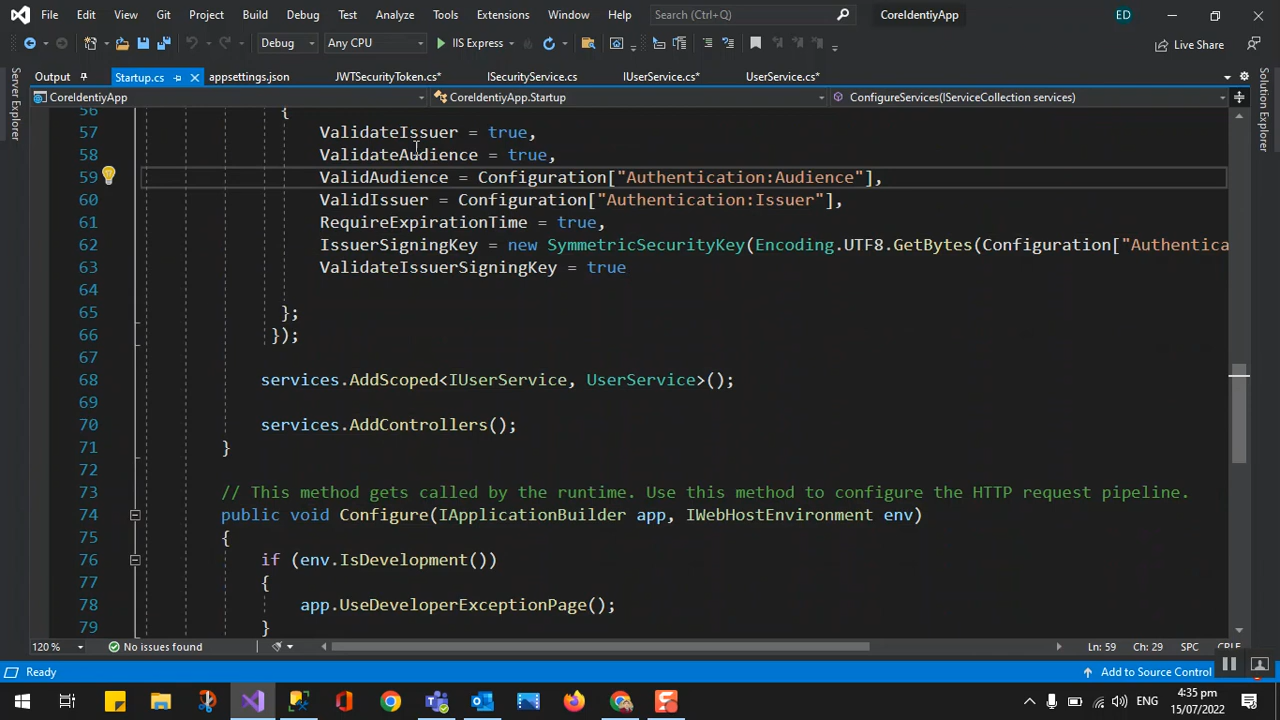 File Edit View Git Project Build Debug Test Analyze Tools Extensions Window Help Search (Ctrl+Q) CoreIdentiyApp ED
Debug Any CPU IIS Express Live Share
Output Startup.cs appsettings.json JWTSecurityToken.cs* ISecurityService.cs IUserService.cs* UserService.cs*
CoreIdentiyApp CoreIdentiyApp.Startup ConfigureServices(IServiceCollection services)
Server Explorer
Solution Explorer
56 {
57 ValidateIssuer = true,
58 ValidateAudience = true,
59 ValidAudience = Configuration["Authentication:Audience"],
60 ValidIssuer = Configuration["Authentication:Issuer"],
61 RequireExpirationTime = true,
62 IssuerSigningKey = new SymmetricSecurityKey(Encoding.UTF8.GetBytes(Configuration["Authentica
63 ValidateIssuerSigningKey = true
64
65 };
66 });
67
68 services.AddScoped<IUserService, UserService>();
69
70 services.AddControllers();
71 }
72
73 // This method gets called by the runtime. Use this method to configure the HTTP request pipeline.
74 public void Configure(IApplicationBuilder app, IWebHostEnvironment env)
75 {
76 if (env.IsDevelopment())
77 {
78 app.UseDeveloperExceptionPage();
79 }
120 % No issues found Ln: 59 Ch: 29 SPC CRLF
Ready Add to Source Control
ENG 4:35 pm
15/07/2022